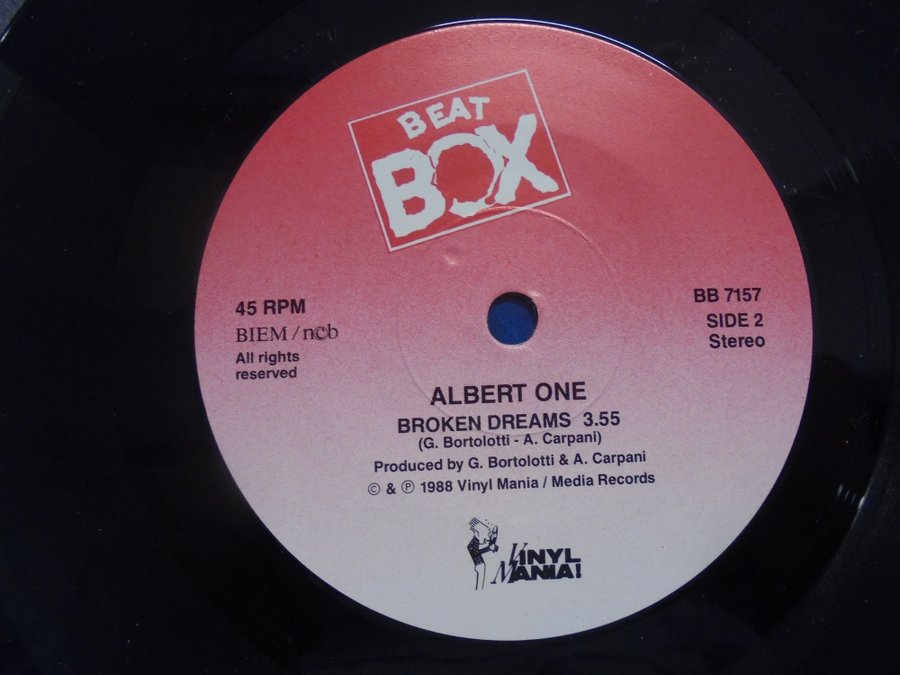 BEAT
BOX
45 RPM
BIEM / n©b
All rights
reserved
BB 7157
SIDE 2
Stereo
ALBERT ONE
BROKEN DREAMS 3.55
(G. Bortolotti - A. Carpani)
Produced by G. Bortolotti & A. Carpani
© & ℗ 1988 Vinyl Mania / Media Records
VINYL
MANIA!